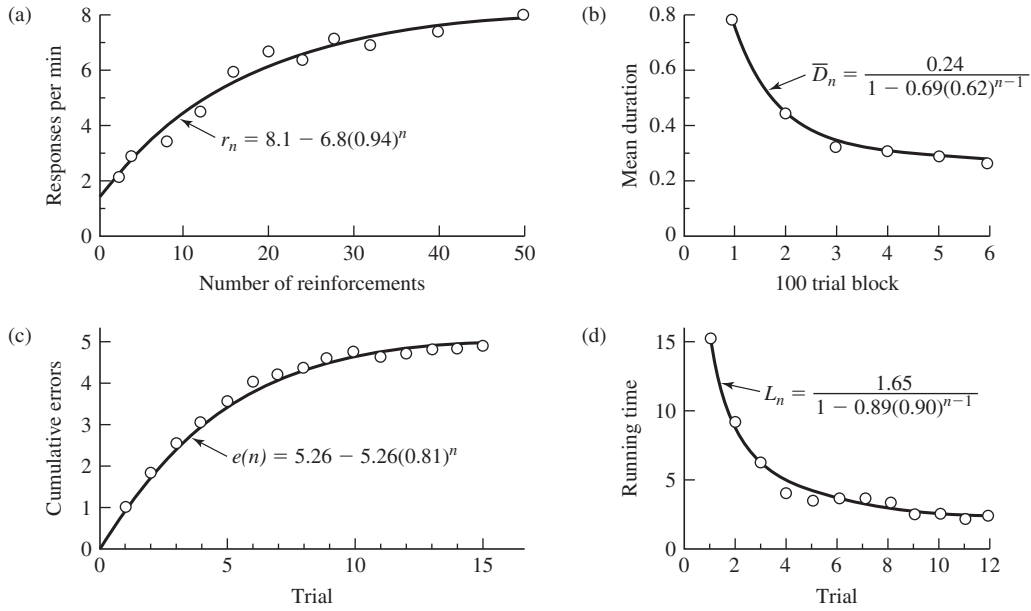 (a)
8
6
4
2
0
Responses per min
r_n = 8.1 − 6.8(0.94)^n
10 20 30 40 50
Number of reinforcements
(b)
0.8
0.6
0.4
0.2
0
Mean duration
D̅_n = 0.24 / 1 − 0.69(0.62)^{n−1}
0 1 2 3 4 5 6
100 trial block
(c)
5
4
3
2
1
0
Cumulative errors
e(n) = 5.26 − 5.26(0.81)^n
0 5 10 15
Trial
(d)
15
10
5
0
Running time
L_n = 1.65 / 1 − 0.89(0.90)^{n−1}
0 2 4 6 8 10 12
Trial